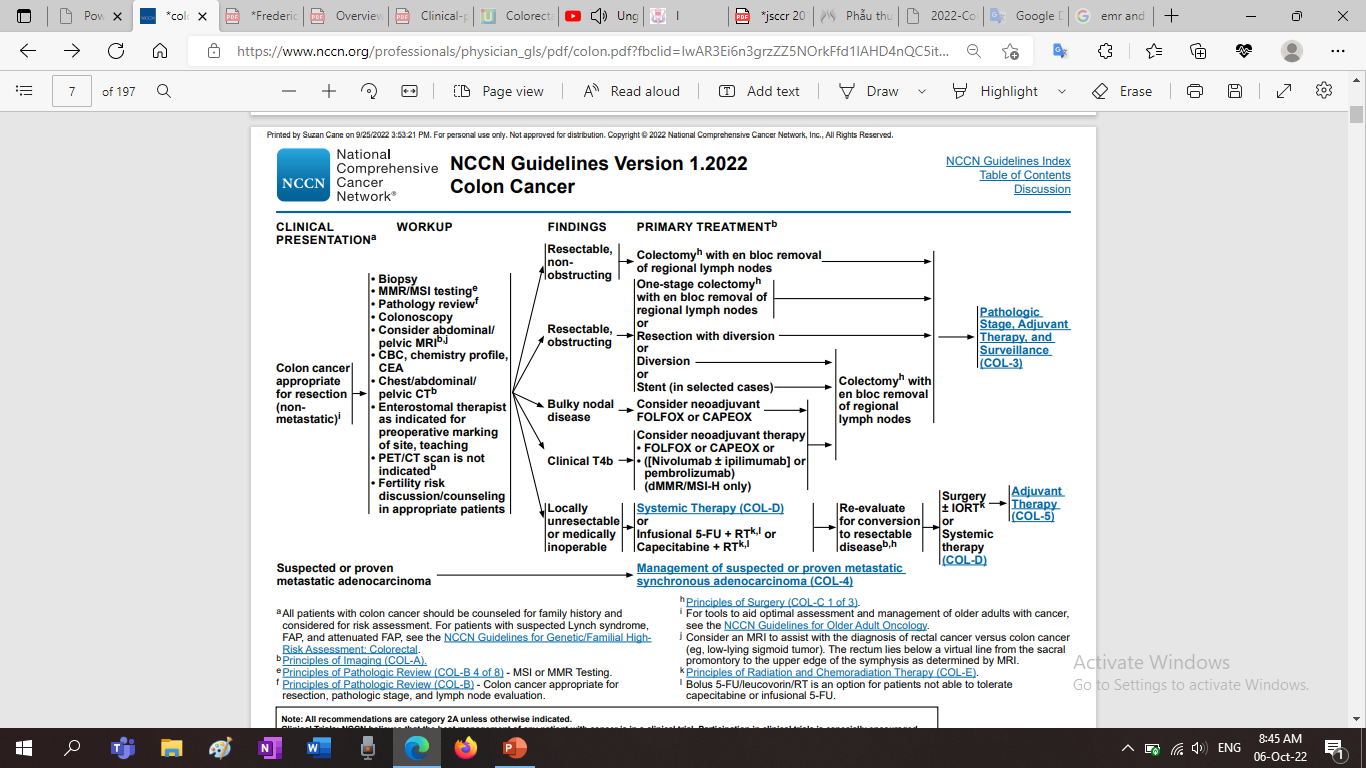 Pow
*col
*Frederic
Overview
Clinical-p
Colorecta
Ung
I
*jsccr 20
Phẫu thu
2022-Co
Google D
emr and
https://www.nccn.org/professionals/physician_gls/pdf/colon.pdf?fbclid=IwAR3Ei6n3grzZZ5NOrkFfd1IAHD4nQC5it...
7 of 197
Page view
Read aloud
Add text
Draw
Highlight
Erase
Printed by Suzan Cane on 9/25/2022 3:53:21 PM. For personal use only. Not approved for distribution. Copyright © 2022 National Comprehensive Cancer Network, Inc., All Rights Reserved.
NCCN
National
Comprehensive
Cancer
Network®
NCCN Guidelines Version 1.2022
Colon Cancer
NCCN Guidelines Index
Table of Contents
Discussion
CLINICAL
PRESENTATIONa
WORKUP
FINDINGS
PRIMARY TREATMENTb
Colon cancer
appropriate
for resection
(non-
metastatic)i
• Biopsy
• MMR/MSI testinge
• Pathology reviewf
• Colonoscopy
• Consider abdominal/
pelvic MRIb,j
• CBC, chemistry profile,
CEA
• Chest/abdominal/
pelvic CTb
• Enterostomal therapist
as indicated for
preoperative marking
of site, teaching
• PET/CT scan is not
indicatedb
• Fertility risk
discussion/counseling
in appropriate patients
Resectable,
non-
obstructing
Colectomyh with en bloc removal
of regional lymph nodes
Resectable,
obstructing
One-stage colectomyh
with en bloc removal of
regional lymph nodes
or
Resection with diversion
or
Diversion
or
Stent (in selected cases)
Bulky nodal
disease
Consider neoadjuvant
FOLFOX or CAPEOX
Clinical T4b
Consider neoadjuvant therapy
• FOLFOX or CAPEOX or
• ([Nivolumab ± ipilimumab] or
pembrolizumab)
(dMMR/MSI-H only)
Colectomyh with
en bloc removal
of regional
lymph nodes
Pathologic
Stage, Adjuvant
Therapy, and
Surveillance
(COL-3)
Locally
unresectable
or medically
inoperable
Systemic Therapy (COL-D)
or
Infusional 5-FU + RTk,l or
Capecitabine + RTk,l
Re-evaluate
for conversion
to resectable
diseaseb,h
Surgery
± IORTk
or
Systemic
therapy
(COL-D)
Adjuvant
Therapy
(COL-5)
Suspected or proven
metastatic adenocarcinoma
Management of suspected or proven metastatic
synchronous adenocarcinoma (COL-4)
a All patients with colon cancer should be counseled for family history and
considered for risk assessment. For patients with suspected Lynch syndrome,
FAP, and attenuated FAP, see the NCCN Guidelines for Genetic/Familial High-
Risk Assessment: Colorectal.
b Principles of Imaging (COL-A).
e Principles of Pathologic Review (COL-B 4 of 8) - MSI or MMR Testing.
f Principles of Pathologic Review (COL-B) - Colon cancer appropriate for
resection, pathologic stage, and lymph node evaluation.
h Principles of Surgery (COL-C 1 of 3).
i For tools to aid optimal assessment and management of older adults with cancer,
see the NCCN Guidelines for Older Adult Oncology.
j Consider an MRI to assist with the diagnosis of rectal cancer versus colon cancer
(eg, low-lying sigmoid tumor). The rectum lies below a virtual line from the sacral
promontory to the upper edge of the symphysis as determined by MRI.
k Principles of Radiation and Chemoradiation Therapy (COL-E).
l Bolus 5-FU/leucovorin/RT is an option for patients not able to tolerate
capecitabine or infusional 5-FU.
Note: All recommendations are category 2A unless otherwise indicated.
Activate Windows
Go to Settings to activate Windows.
ENG
8:45 AM
06-Oct-22
1